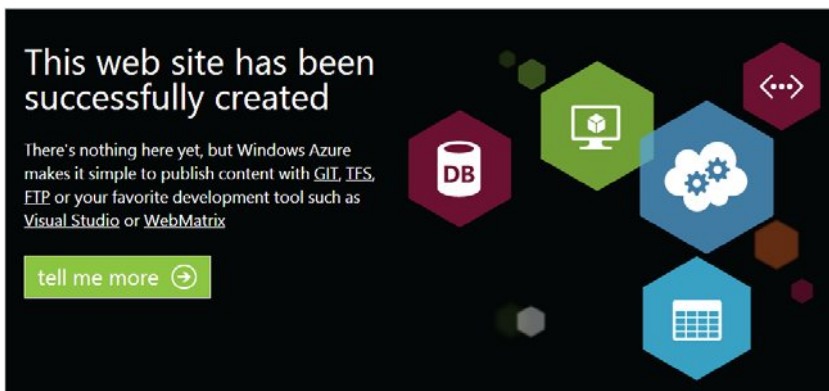 This web site has been
successfully created
There's nothing here yet, but Windows Azure
makes it simple to publish content with GIT, TFS,
FTP or your favorite development tool such as
Visual Studio or WebMatrix
tell me more
DB